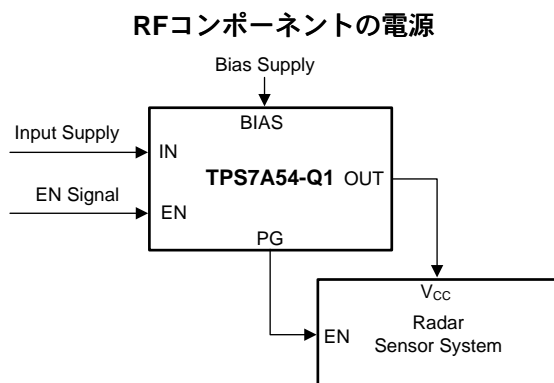 RFコンポーネントの電源
Bias Supply
BIAS
Input Supply
IN
TPS7A54-Q1
OUT
EN Signal
EN
PG
VCC
EN
Radar
Sensor System